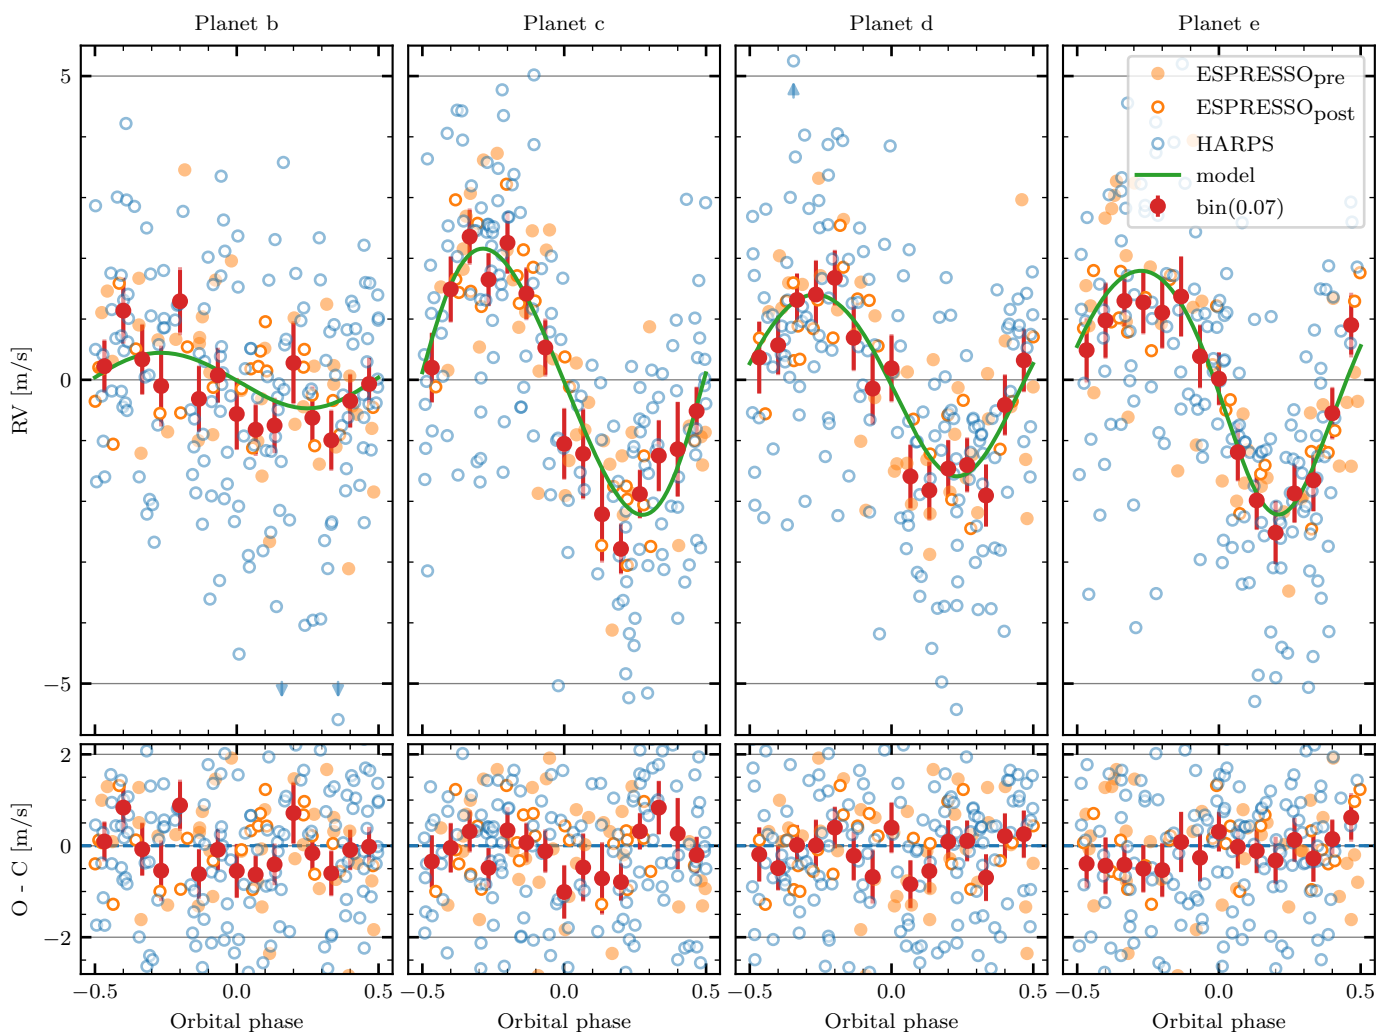 Planet b Planet c Planet d Planet e
ESPRESSOpre
ESPRESSOpost
HARPS
model
bin(0.07)
5
0
−5
RV [m/s]
2
0
−2
O - C [m/s]
−0.5 0.0 0.5 −0.5 0.0 0.5 −0.5 0.0 0.5 −0.5 0.0 0.5
Orbital phase Orbital phase Orbital phase Orbital phase